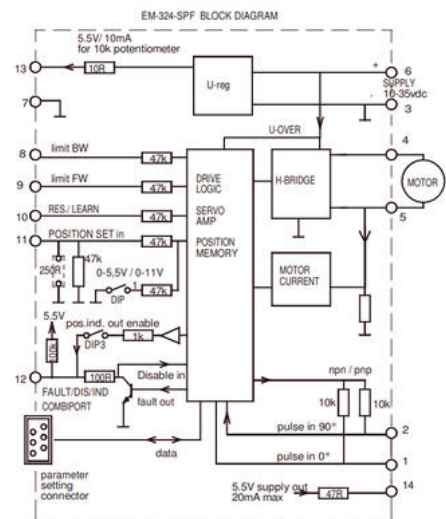 EM-324-SPF BLOCK DIAGRAM
5.5V/ 10mA
for 10k potentiometer
13
10R
U-reg
+
6
SUPPLY
10-35vdc
7
-
3
U-OVER
4
8
limit BW
47k
DRIVE
LOGIC
H-BRIDGE
MOTOR
9
limit FW
47k
10
RES./ LEARN
47k
SERVO
AMP
5
11
POSITION SET in
47k
POSITION
MEMORY
250R
47k
0-5,5V / 0-11V
1
DIP
47k
MOTOR
CURRENT
5.5V
pos.ind. out enable
100k
DIP3
1k
12
100R
Disable in
npn / pnp
FAULT/DIS/IND
COMBIPORT
fault out
10k
10k
pulse in 90°
2
data
pulse in 0°
1
parameter
setting
connector
5.5V supply out
20mA max
47R
14